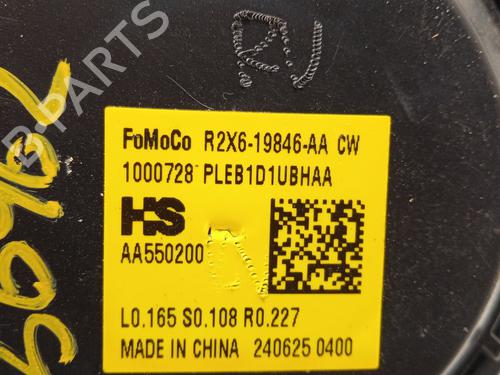 B-PARTS
FoMoCo R2X6-19846-AA CW
1000728 PLEB1D1UBHAA
HS
AA550200
L0.165 S0.108 R0.227
MADE IN CHINA 240625 0400